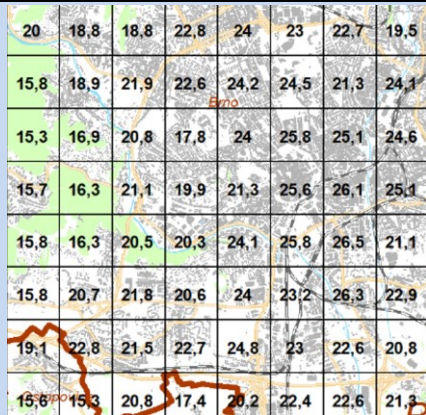 20 18,8 18,8 22,8 24 23 22,7 19,5
15,8 18,9 21,9 22,6 24,2 24,5 21,3 24,1
Brno
15,3 16,9 20,8 17,8 24 25,8 25,1 24,6
15,7 16,3 21,1 19,9 21,3 25,6 26,1 25,1
15,8 16,3 20,5 20,3 24,1 25,8 26,5 21,1
15,8 20,7 21,8 20,6 24 23,2 26,3 22,9
19,1 22,8 21,5 22,7 24,8 23 22,6 20,8
15,6 15,3 20,8 17,4 20,2 22,4 22,6 21,3